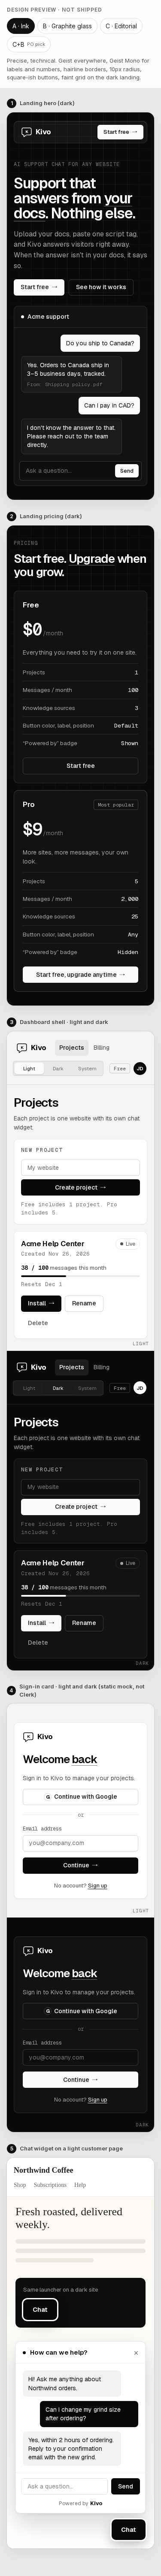 DESIGN PREVIEW · NOT SHIPPED
A · Ink
B · Graphite glass
C · Editorial
C+B PO pick
Precise, technical. Geist everywhere, Geist Mono for
labels and numbers, hairline borders, 10px radius,
square-ish buttons, faint grid on the dark landing.
1 Landing hero (dark)
Kivo
Start free →
AI SUPPORT CHAT FOR ANY WEBSITE
Support that
answers from your
docs. Nothing else.
Upload your docs, paste one script tag,
and Kivo answers visitors right away.
When the answer isn't in your docs, it says
so.
Start free →
See how it works
Acme support
Do you ship to Canada?
Yes. Orders to Canada ship in
3–5 business days, tracked.
From: Shipping policy.pdf
Can I pay in CAD?
I don't know the answer to that.
Please reach out to the team
directly.
Ask a question...
Send
2 Landing pricing (dark)
PRICING
Start free. Upgrade when
you grow.
Free
$0/month
Everything you need to try it on one site.
Projects 1
Messages / month 100
Knowledge sources 3
Button color, label, position Default
“Powered by” badge Shown
Start free
Pro
Most popular
$9/month
More sites, more messages, your own
look.
Projects 5
Messages / month 2,000
Knowledge sources 25
Button color, label, position Any
“Powered by” badge Hidden
Start free, upgrade anytime →
3 Dashboard shell · light and dark
Kivo
Projects
Billing
Light
Dark
System
Free
JD
Projects
Each project is one website with its own chat
widget.
NEW PROJECT
My website
Create project →
Free includes 1 project. Pro
includes 5.
Acme Help Center
Live
Created Nov 26, 2026
38 / 100 messages this month
Resets Dec 1
Install →
Rename
Delete
LIGHT
Kivo
Projects
Billing
Light
Dark
System
Free
JD
Projects
Each project is one website with its own chat
widget.
NEW PROJECT
My website
Create project →
Free includes 1 project. Pro
includes 5.
Acme Help Center
Live
Created Nov 26, 2026
38 / 100 messages this month
Resets Dec 1
Install →
Rename
Delete
DARK
4 Sign-in card · light and dark (static mock, not
Clerk)
Kivo
Welcome back
Sign in to Kivo to manage your projects.
G Continue with Google
or
Email address
you@company.com
Continue →
No account? Sign up
LIGHT
Kivo
Welcome back
Sign in to Kivo to manage your projects.
G Continue with Google
or
Email address
you@company.com
Continue →
No account? Sign up
DARK
5 Chat widget on a light customer page
Northwind Coffee
Shop
Subscriptions
Help
Fresh roasted, delivered
weekly.
Same launcher on a dark site
Chat
How can we help?
×
Hi! Ask me anything about
Northwind orders.
Can I change my grind size
after ordering?
Yes, within 2 hours of ordering.
Reply to your confirmation
email with the new grind.
Ask a question...
Send
Powered by Kivo
Chat